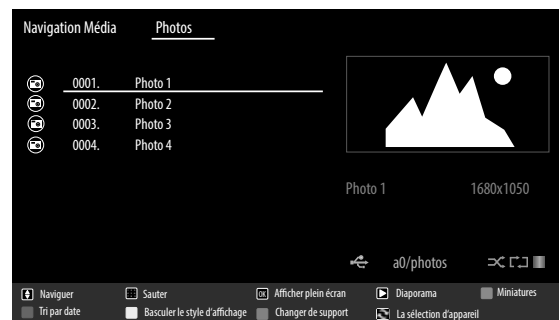 Navigation Média Photos
0001. Photo 1
0002. Photo 2
0003. Photo 3
0004. Photo 4
Photo 1 1680x1050
a0/photos
Naviguer Sauter OK Afficher plein écran Diaporama Miniatures
Tri par date Basculer le style d'affichage Changer de support La sélection d'appareil